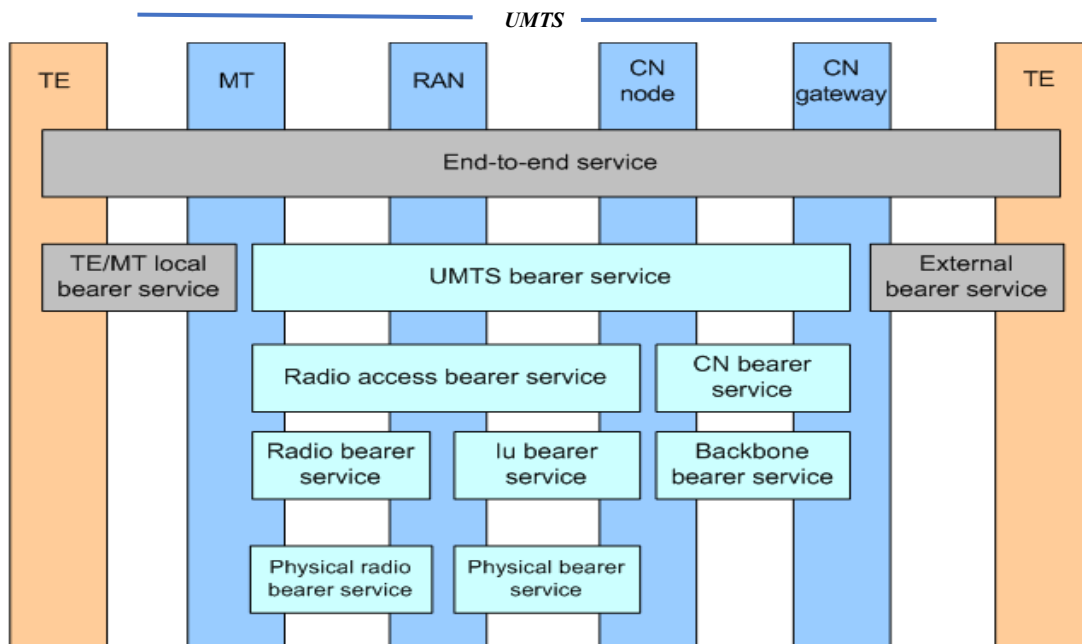 UMTS
TE
MT
RAN
CN
node
CN
gateway
TE
End-to-end service
TE/MT local
bearer service
UMTS bearer service
External
bearer service
Radio access bearer service
CN bearer
service
Radio bearer
service
Iu bearer
service
Backbone
bearer service
Physical radio
bearer service
Physical bearer
service